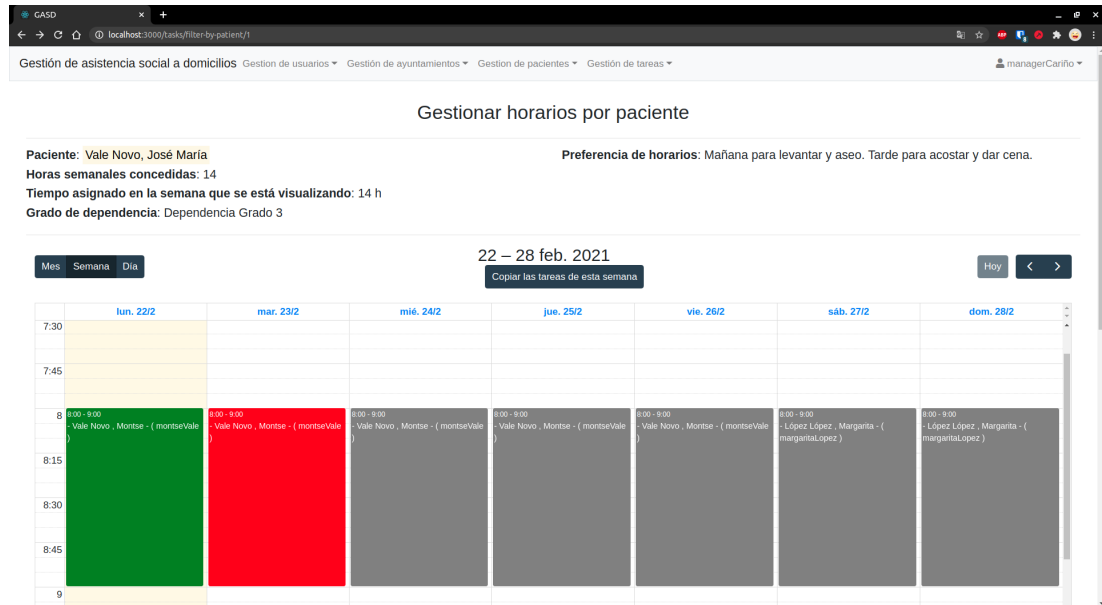 GASD
localhost:3000/tasks/filter-by-patient/1
Gestión de asistencia social a domicilios Gestion de usuarios Gestión de ayuntamientos Gestion de pacientes Gestión de tareas managerCariño
Gestionar horarios por paciente
Paciente: Vale Novo, José María
Preferencia de horarios: Mañana para levantar y aseo. Tarde para acostar y dar cena.
Horas semanales concedidas: 14
Tiempo asignado en la semana que se está visualizando: 14 h
Grado de dependencia: Dependencia Grado 3
22 – 28 feb. 2021
Mes Semana Día
Copiar las tareas de esta semana
Hoy
lun. 22/2 mar. 23/2 mié. 24/2 jue. 25/2 vie. 26/2 sáb. 27/2 dom. 28/2
7:30
7:45
8
8:00 - 9:00
- Vale Novo , Montse - ( montseVale
)
8:00 - 9:00
- Vale Novo , Montse - ( montseVale
)
8:00 - 9:00
- Vale Novo , Montse - ( montseVale
)
8:00 - 9:00
- Vale Novo , Montse - ( montseVale
)
8:00 - 9:00
- Vale Novo , Montse - ( montseVale
)
8:00 - 9:00
- López López , Margarita - (
margaritaLopez )
8:00 - 9:00
- López López , Margarita - (
margaritaLopez )
8:15
8:30
8:45
9